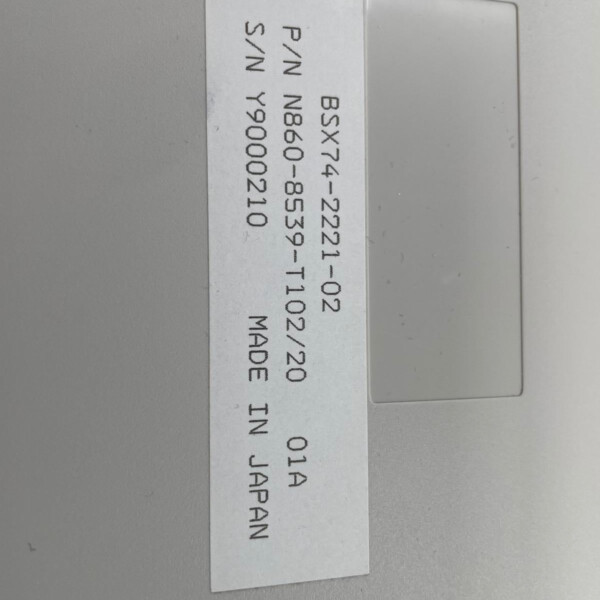 BSX74-2221-02
P/N N860-8539-T102/20 01A
S/N Y9000210 MADE IN JAPAN